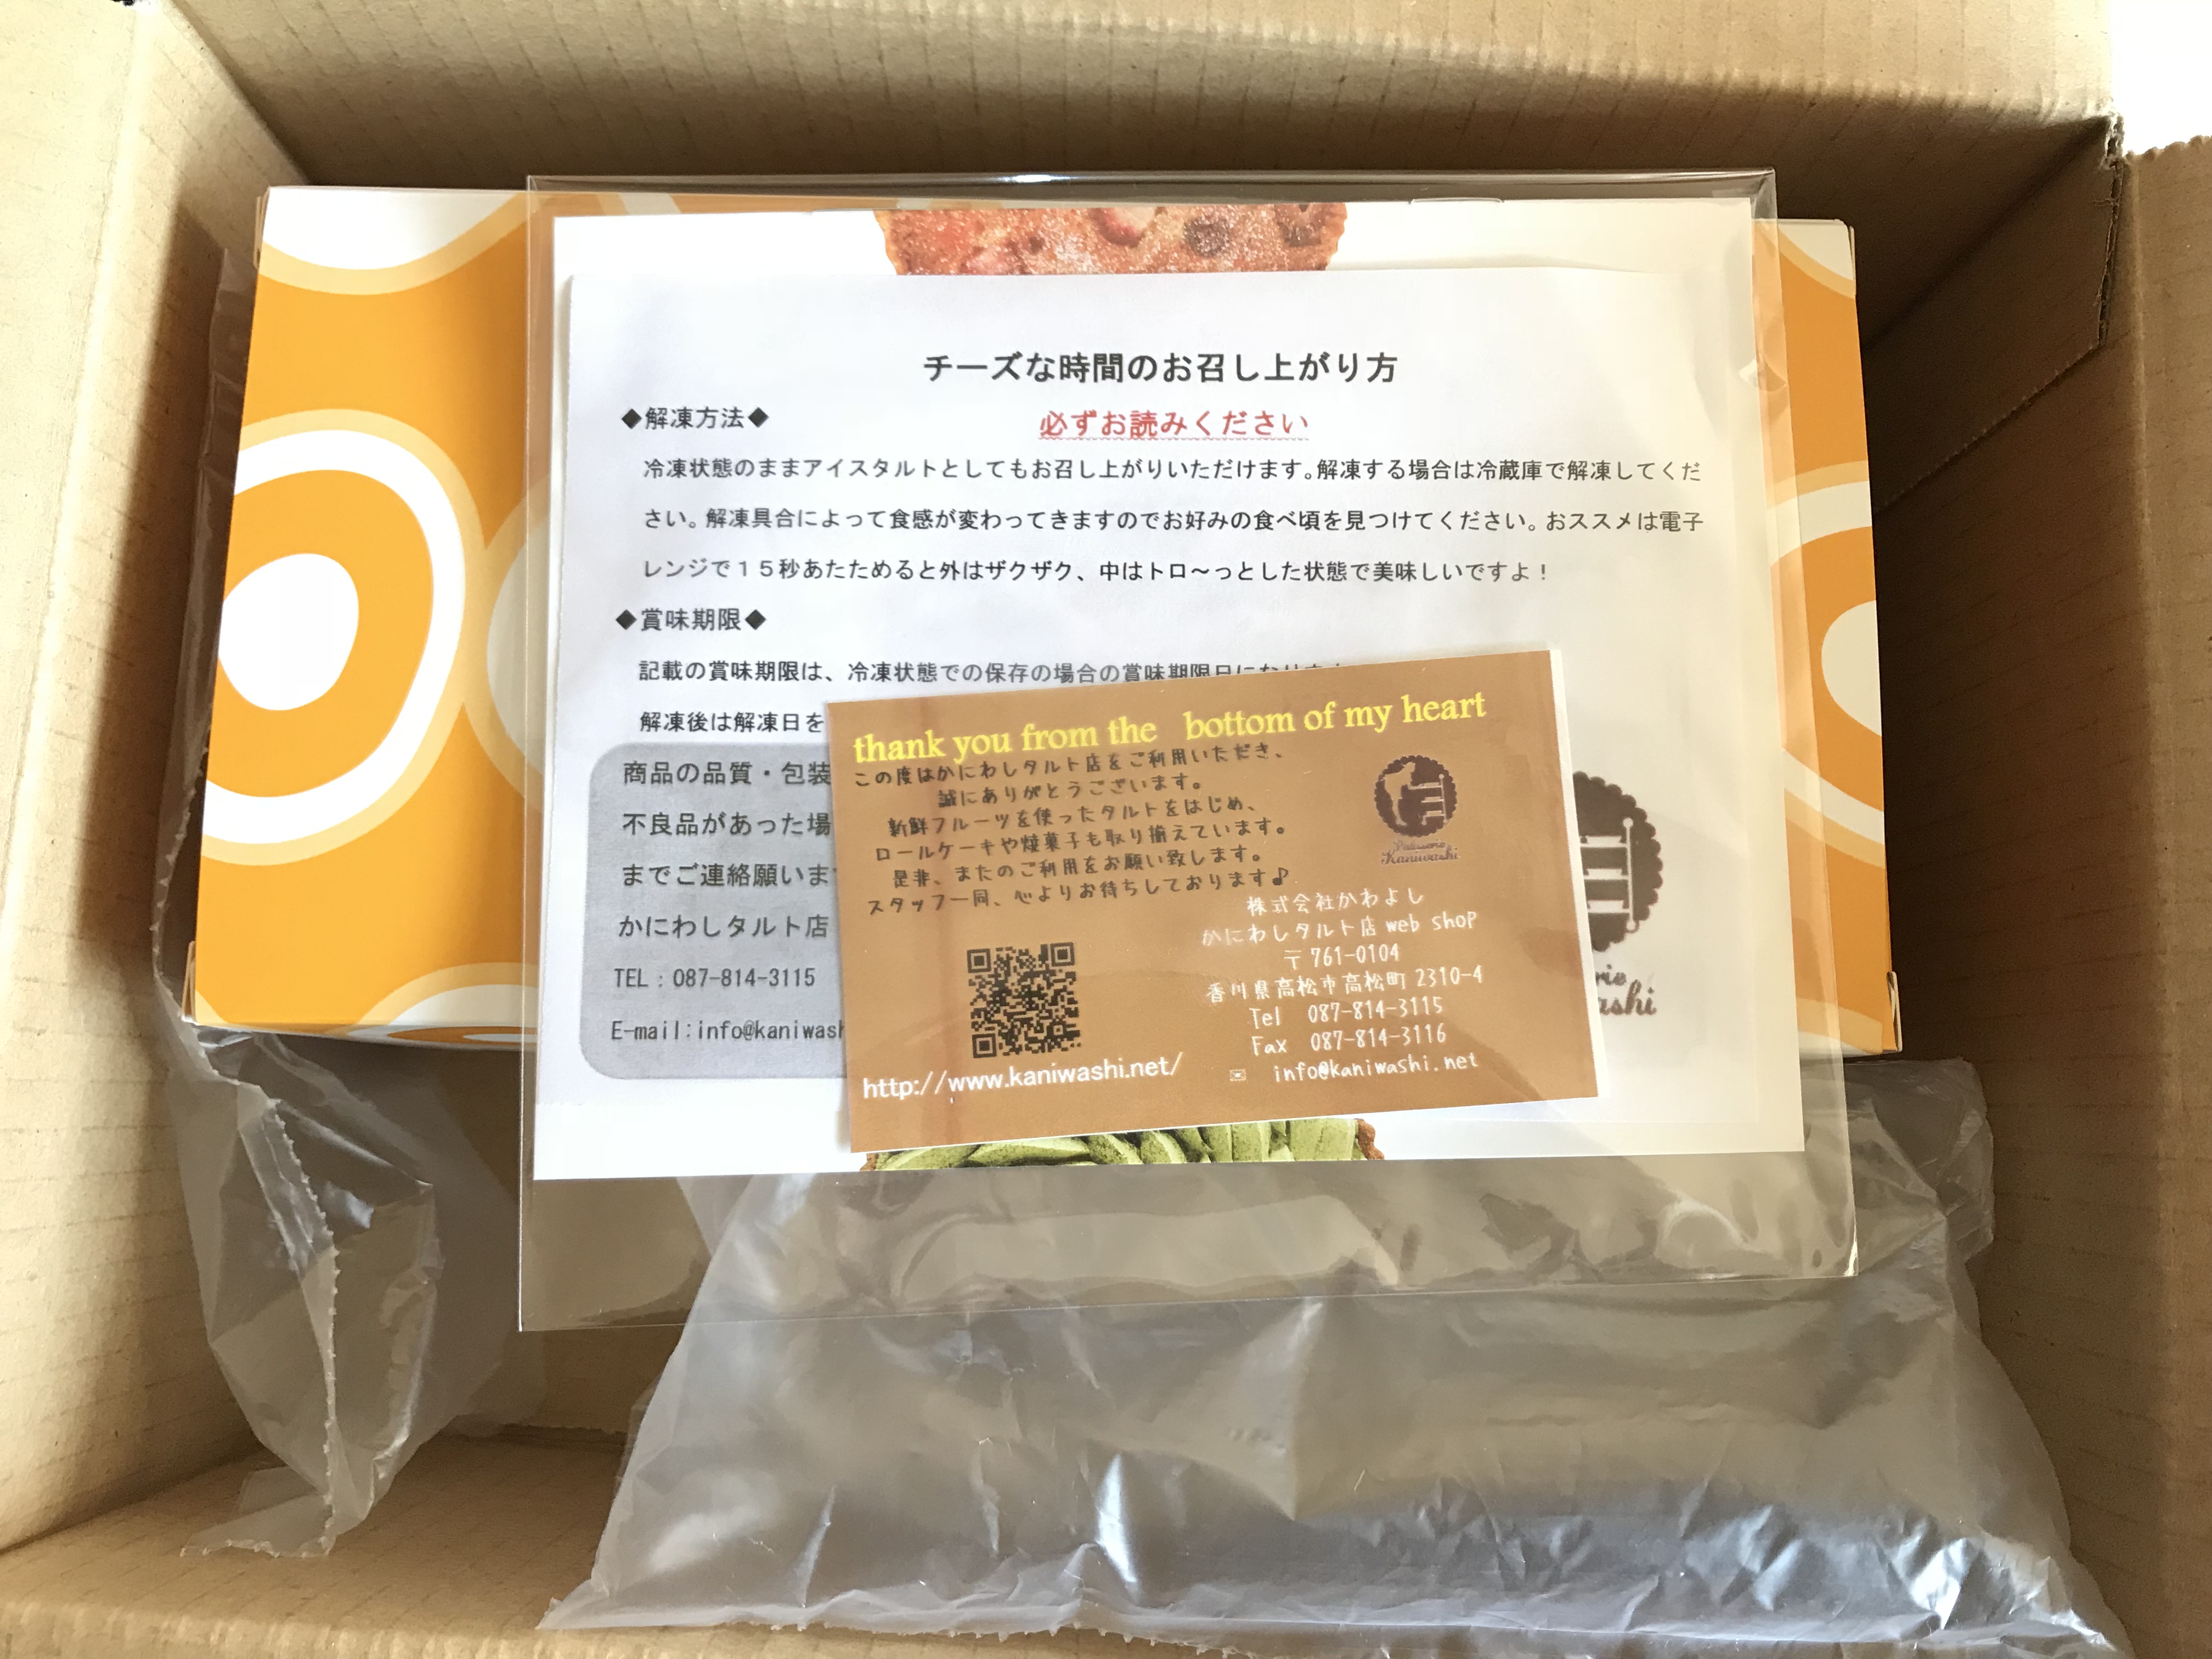 チーズな時間のお召し上がり方
◆解凍方法◆
必ずお読みください
冷凍状態のままアイスタルトとしてもお召し上がりいただけます。解凍する場合は冷蔵庫で解凍してくだ
さい。解凍具合によって食感が変わってきますのでお好みの食べ頃を見つけてください。おススメは電子
レンジで１５秒あたためると外はザクザク、中はトロ～っとした状態で美味しいですよ！
◆賞味期限◆
記載の賞味期限は、冷凍状態での保存の場合の賞味期限日になります
解凍後は解凍日を
商品の品質・包装
不良品があった場
までご連絡願いま
かにわしタルト店
TEL：087-814-3115
E-mail:info@kaniwash
thank you from the bottom of my heart
この度はかにわしタルト店をご利用いただき、
誠にありがとうございます。
新鮮フルーツを使ったタルトをはじめ、
ロールケーキや焼菓子も取り揃えています。
是非、またのご利用をお願い致します。
スタッフ一同、心よりお待ちしております♪
Patisserie
Kaniwashi
株式会社かわよし
かにわしタルト店 web shop
〒761-0104
香川県高松市高松町 2310-4
Tel 087-814-3115
Fax 087-814-3116
✉ info@kaniwashi.net
http://www.kaniwashi.net/
rie
ashi